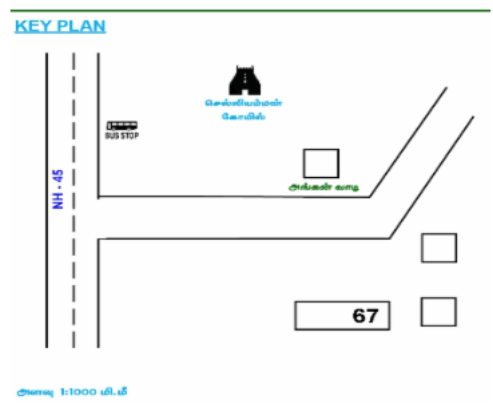 KEY PLAN
செல்லியம்மன்
கோயில்
BUS STOP
அங்கன் வாடி
NH - 45
67
அளவு 1:1000 மி.மீ